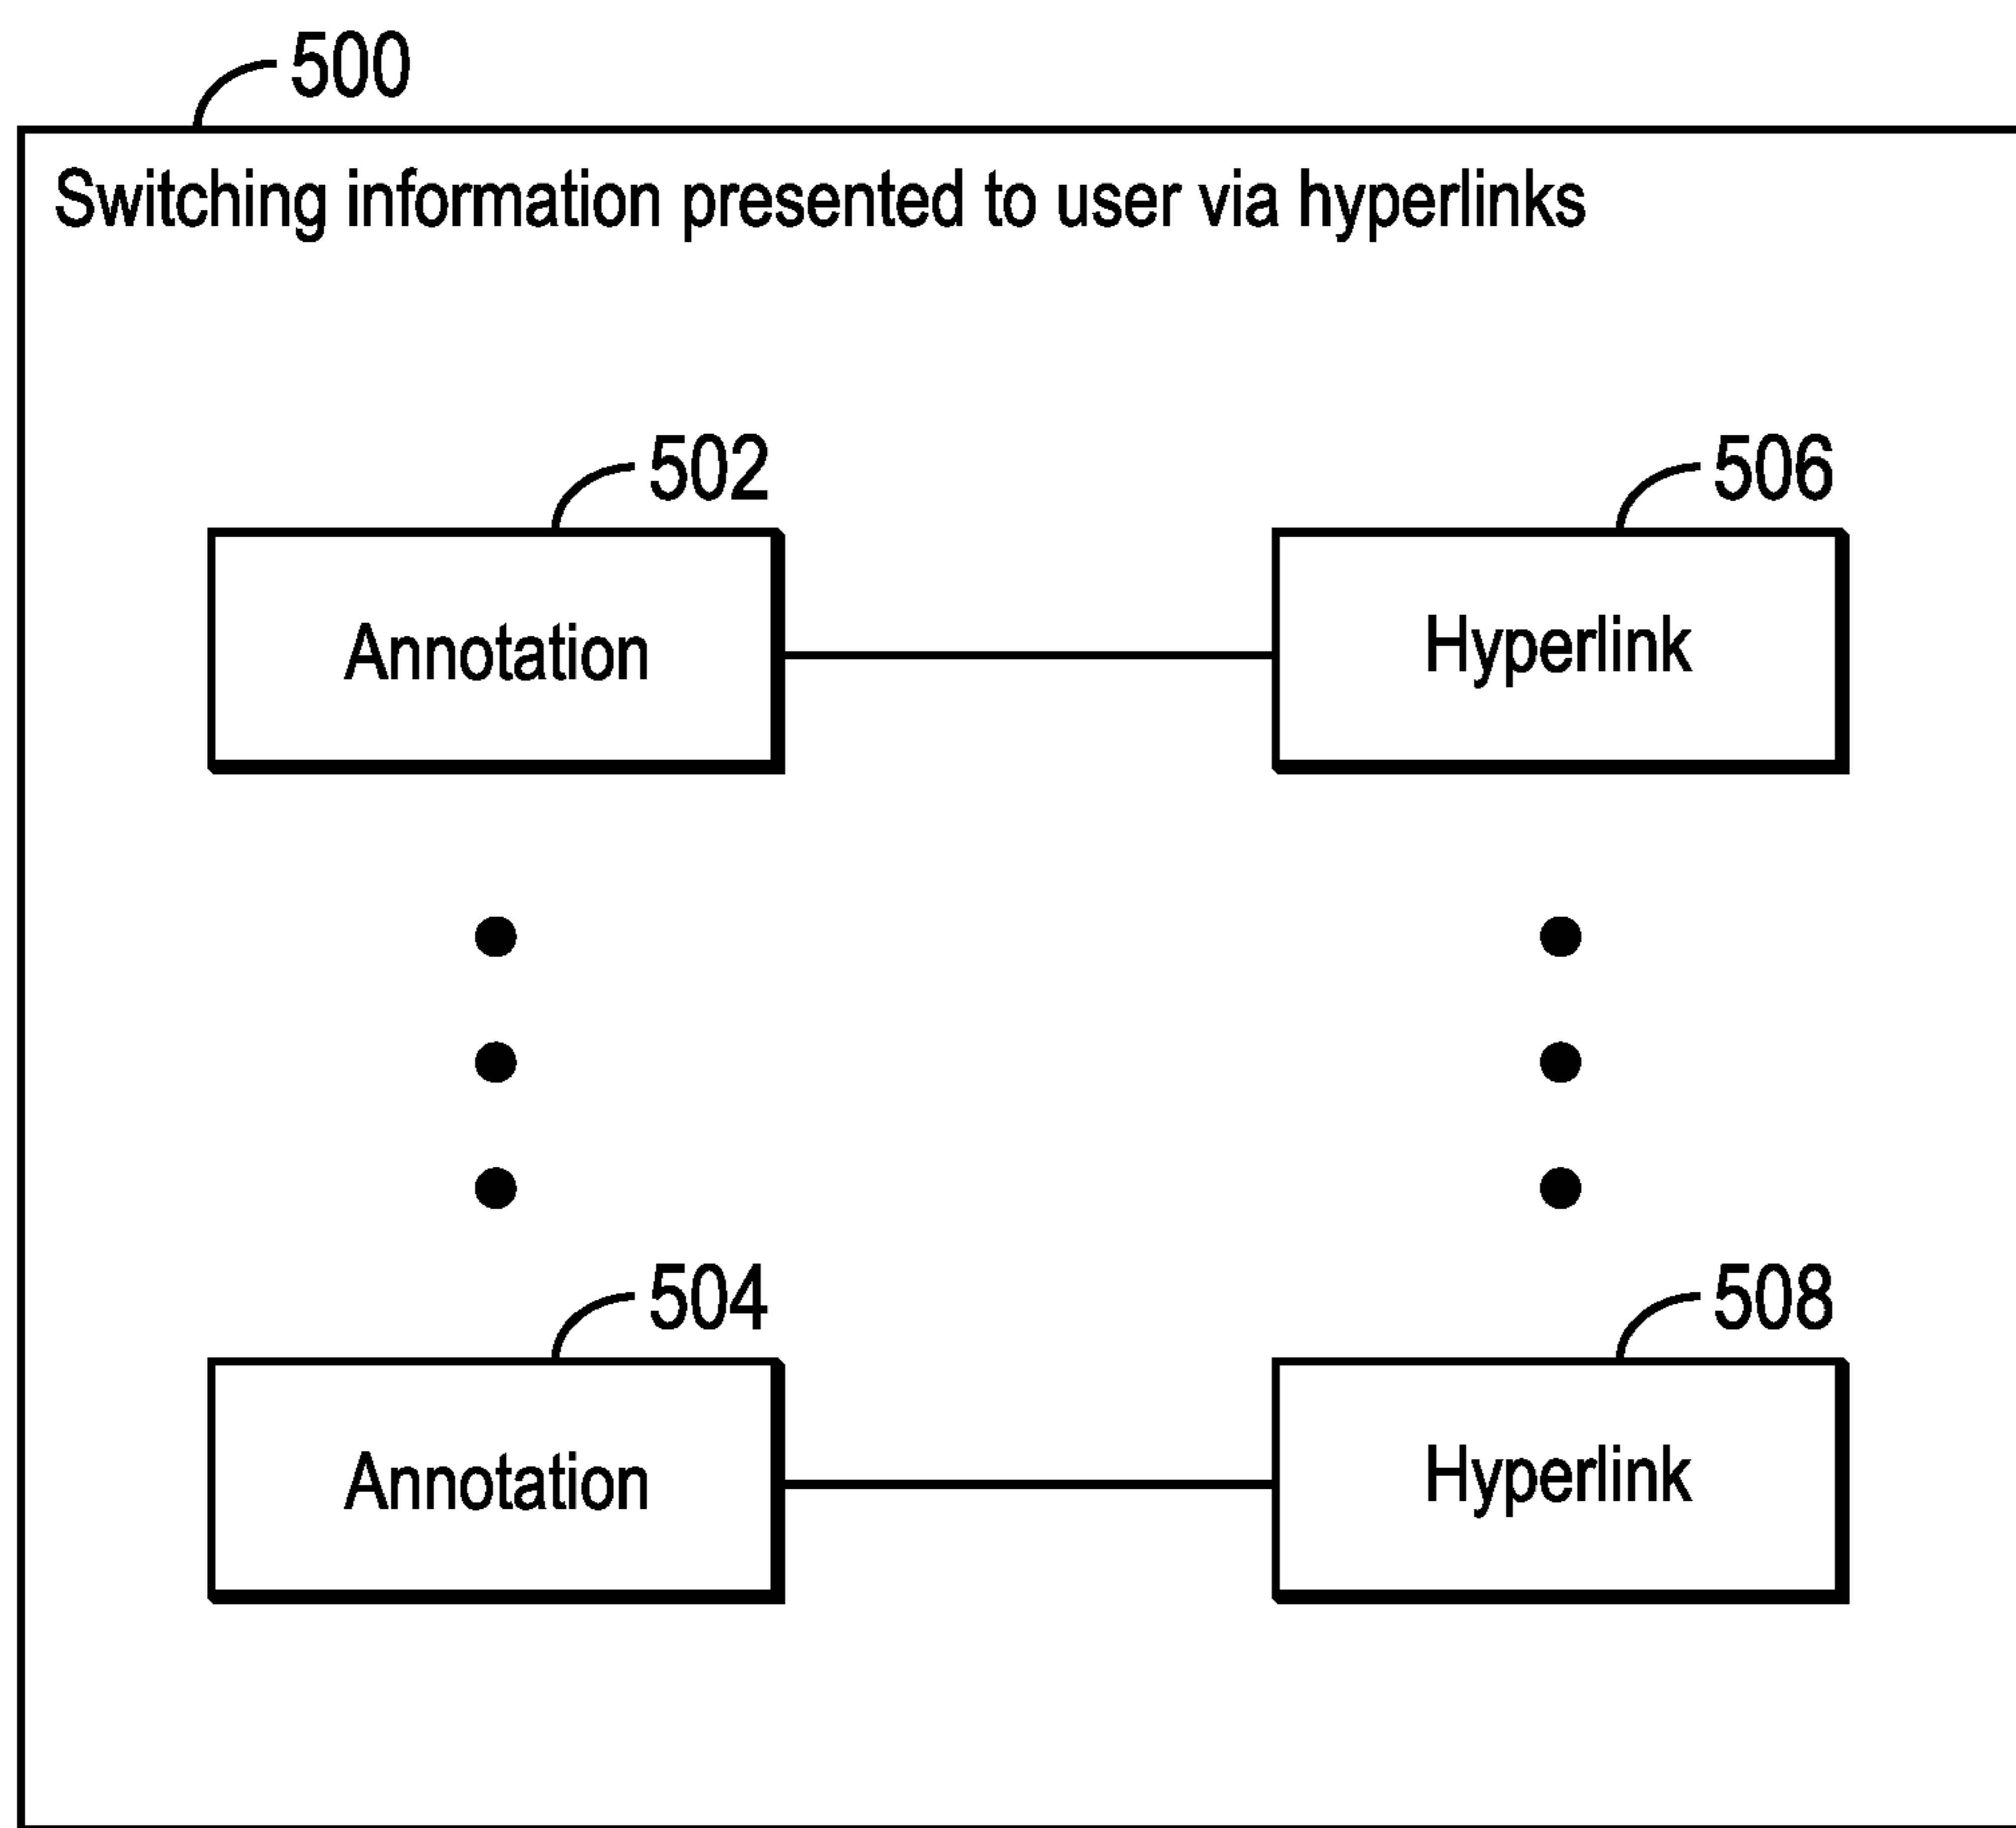 500
Switching information presented to user via hyperlinks
502
506
Annotation
Hyperlink
504
508
Annotation
Hyperlink